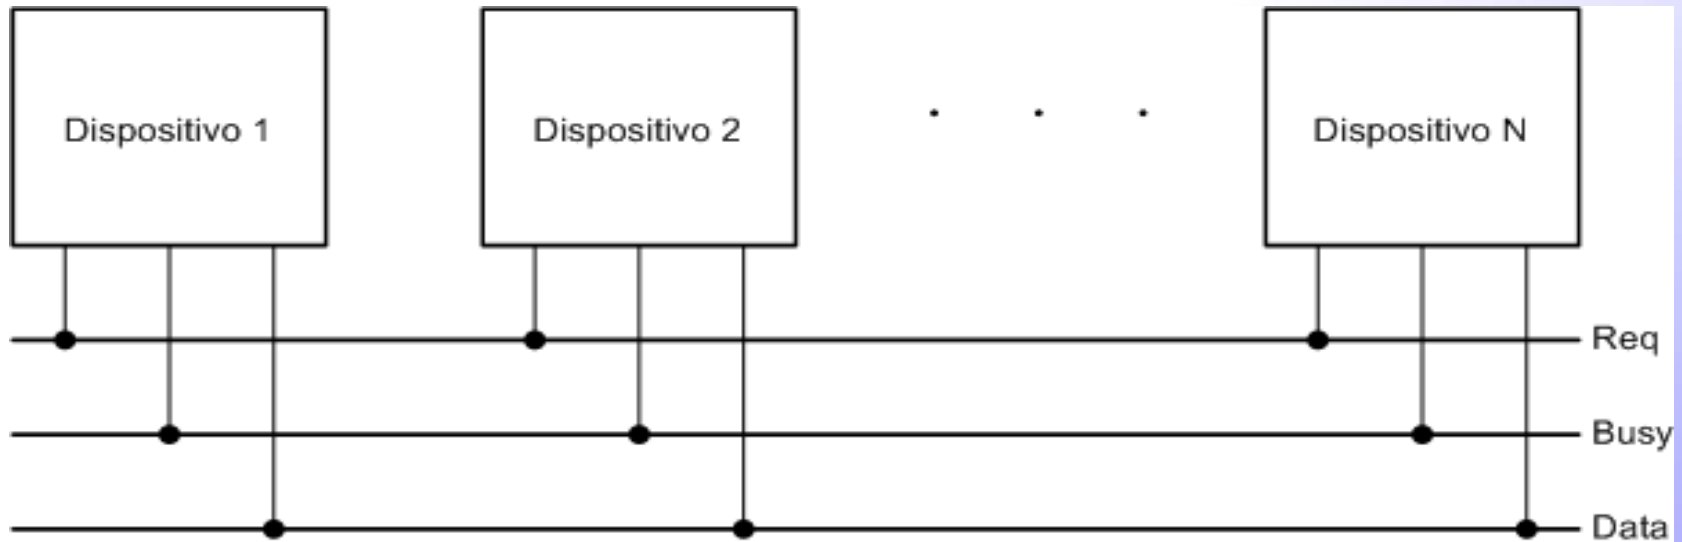 Dispositivo 1
Dispositivo 2
. . .
Dispositivo N
Req
Busy
Data